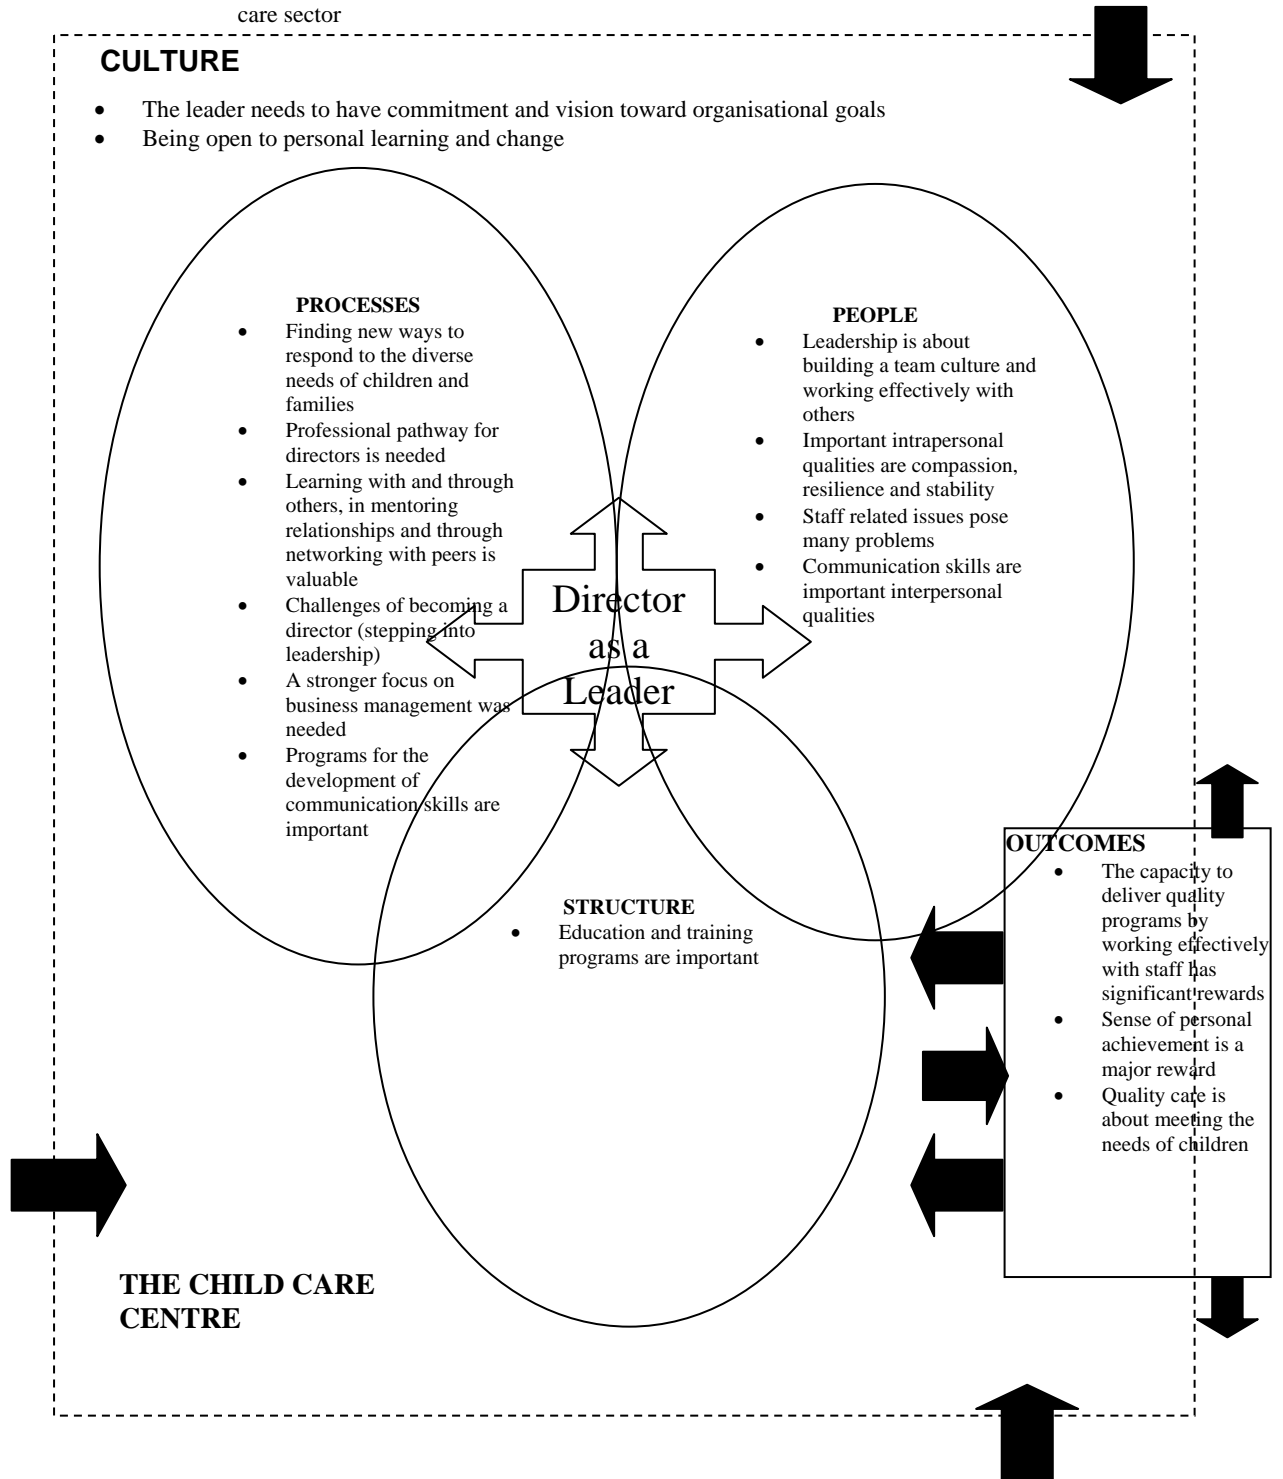 care sector
CULTURE
• The leader needs to have commitment and vision toward organisational goals
• Being open to personal learning and change
PROCESSES
• Finding new ways to
respond to the diverse
needs of children and
families
• Professional pathway for
directors is needed
• Learning with and through
others, in mentoring
relationships and through
networking with peers is
valuable
• Challenges of becoming a
director (stepping into
leadership)
• A stronger focus on
business management was
needed
• Programs for the
development of
communication skills are
important
PEOPLE
• Leadership is about
building a team culture and
working effectively with
others
• Important intrapersonal
qualities are compassion,
resilience and stability
• Staff related issues pose
many problems
• Communication skills are
important interpersonal
qualities
Director
as a
Leader
STRUCTURE
• Education and training
programs are important
OUTCOMES
• The capacity to
deliver quality
programs by
working effectively
with staff has
significant rewards
• Sense of personal
achievement is a
major reward
• Quality care is
about meeting the
needs of children
THE CHILD CARE
CENTRE